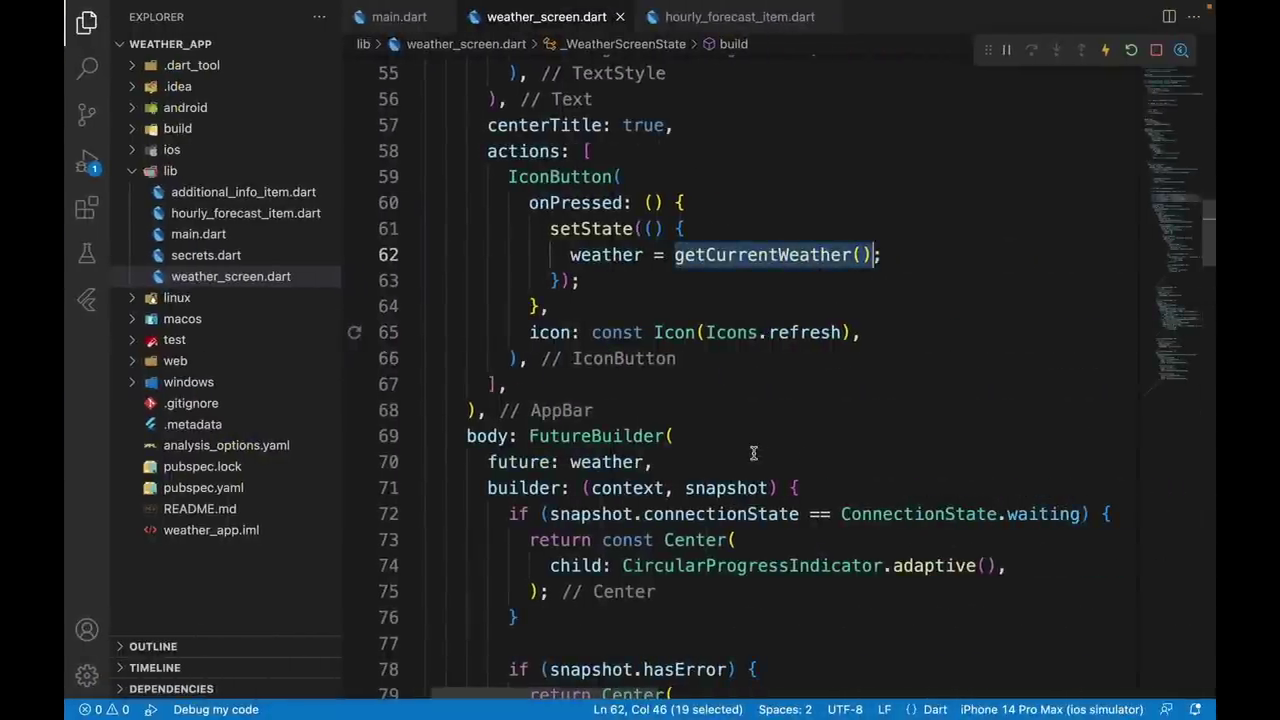 EXPLORER
main.dart
weather_screen.dart
hourly_forecast_item.dart
WEATHER_APP
lib
weather_screen.dart
_WeatherScreenState
build
.dart_tool
.idea
android
build
ios
lib
additional_info_item.dart
hourly_forecast_item.dart
main.dart
secrets.dart
weather_screen.dart
linux
macos
test
web
windows
.gitignore
.metadata
analysis_options.yaml
pubspec.lock
pubspec.yaml
README.md
weather_app.iml
OUTLINE
TIMELINE
DEPENDENCIES
1
55 ), // TextStyle
56 ), // Text
57 centerTitle: true,
58 actions: [
59 IconButton(
60 onPressed: () {
61 setState(() {
62 weather = getCurrentWeather();
63 });
64 },
65 icon: const Icon(Icons.refresh),
66 ), // IconButton
67 ],
68 ), // AppBar
69 body: FutureBuilder(
70 future: weather,
71 builder: (context, snapshot) {
72 if (snapshot.connectionState == ConnectionState.waiting) {
73 return const Center(
74 child: CircularProgressIndicator.adaptive(),
75 ); // Center
76 }
77
78 if (snapshot.hasError) {
79 return Center(
0 0 Debug my code Ln 62, Col 46 (19 selected) Spaces: 2 UTF-8 LF {} Dart iPhone 14 Pro Max (ios simulator)